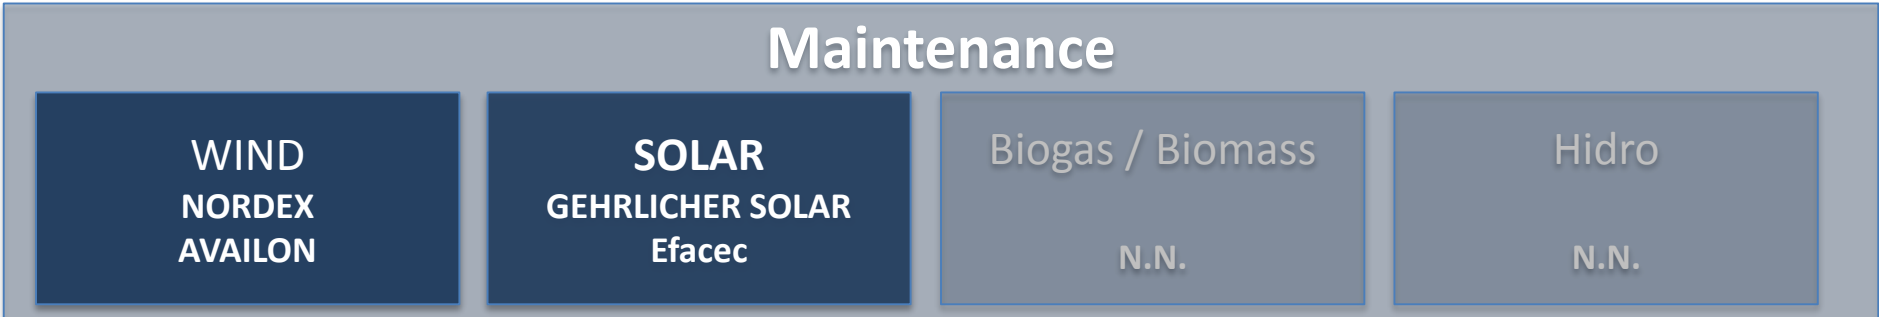 Maintenance
WIND
NORDEX
AVAILON
SOLAR
GEHRLICHER SOLAR
Efacec
Biogas / Biomass
N.N.
Hidro
N.N.